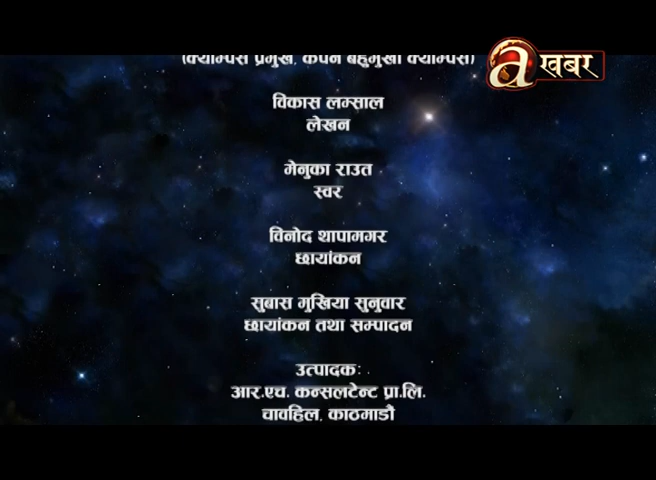 (क्याम्पस प्रमुख, कपन बहुमुखी क्याम्पस)
a खबर
विकास लम्साल
लेखन
मेनुका राउत
स्वर
विनोद थापामगर
छायांकन
सुबास मुखिया सुनुवार
छायांकन तथा सम्पादन
उत्पादकः
आर.एच. कन्सलटेन्ट प्रा.लि.
चावहिल, काठमाडौ